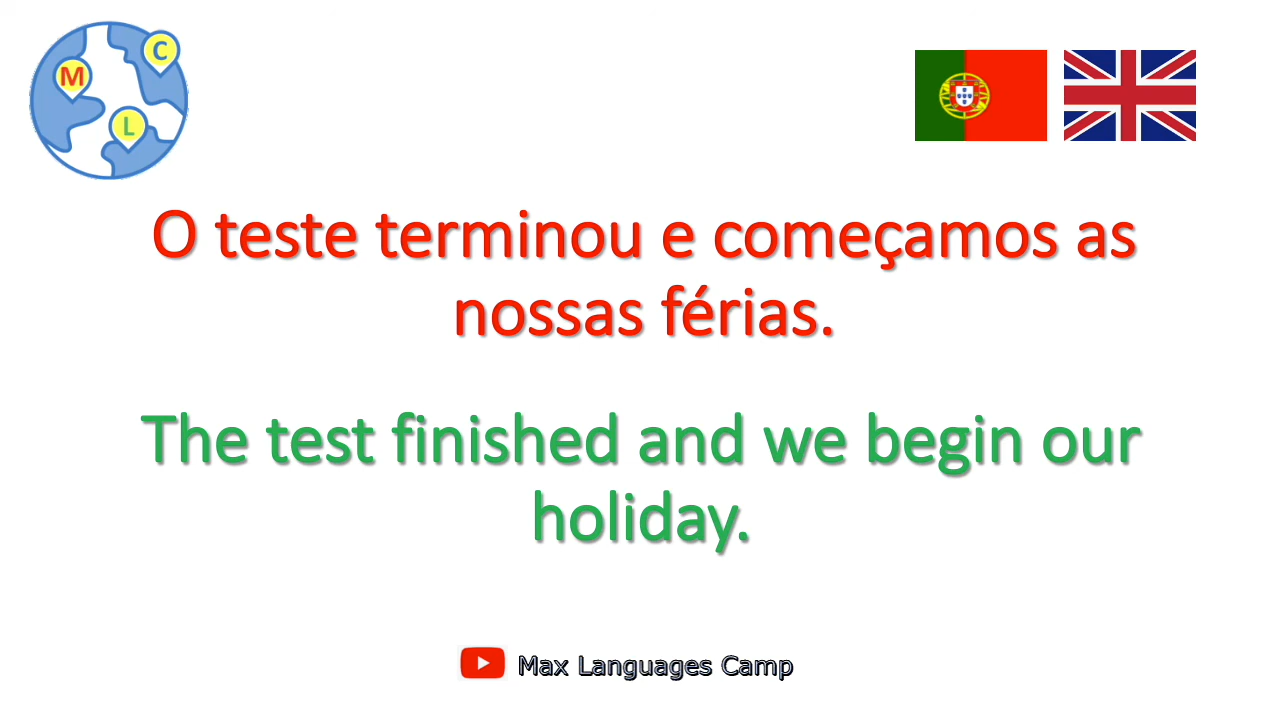 M
C
L
O teste terminou e começamos as
nossas férias.
The test finished and we begin our
holiday.
Max Languages Camp